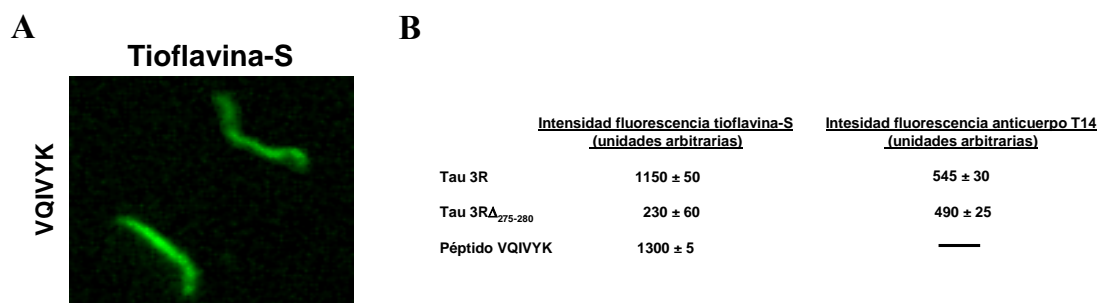 A
Tioflavina-S
VQIVYK
B
Intensidad fluorescencia tioflavina-S Intesidad fluorescencia anticuerpo T14
(unidades arbitrarias) (unidades arbitrarias)
Tau 3R 1150 ± 50 545 ± 30
Tau 3RΔ275-280 230 ± 60 490 ± 25
Péptido VQIVYK 1300 ± 5